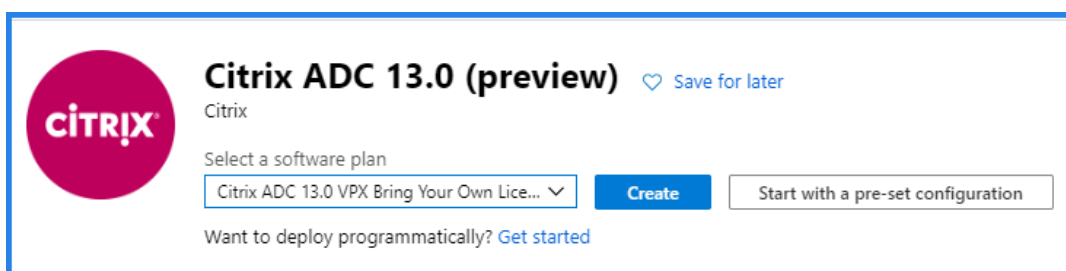 CITRIX
Citrix ADC 13.0 (preview) Save for later
Citrix
Select a software plan
Citrix ADC 13.0 VPX Bring Your Own Lice... Create Start with a pre-set configuration
Want to deploy programmatically? Get started